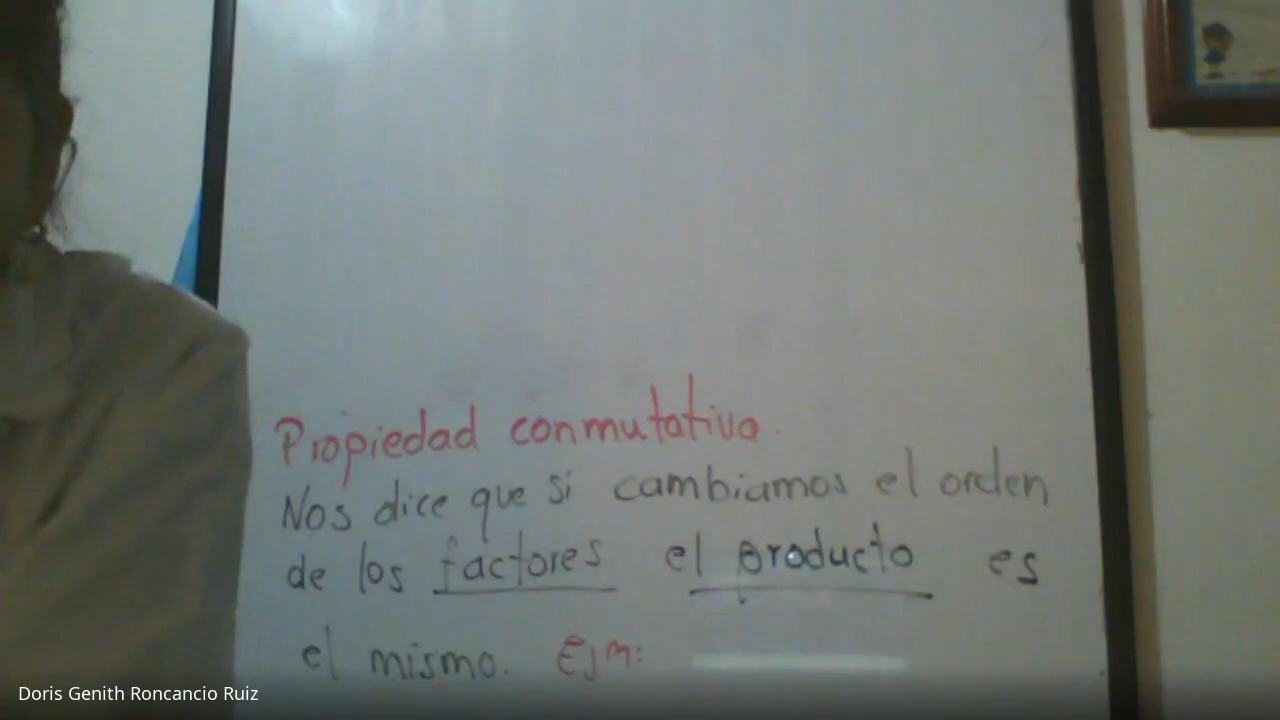 Propiedad conmutativa.
Nos dice que si cambiamos el orden
de los factores el producto es
el mismo. Ejm:
Doris Genith Roncancio Ruiz